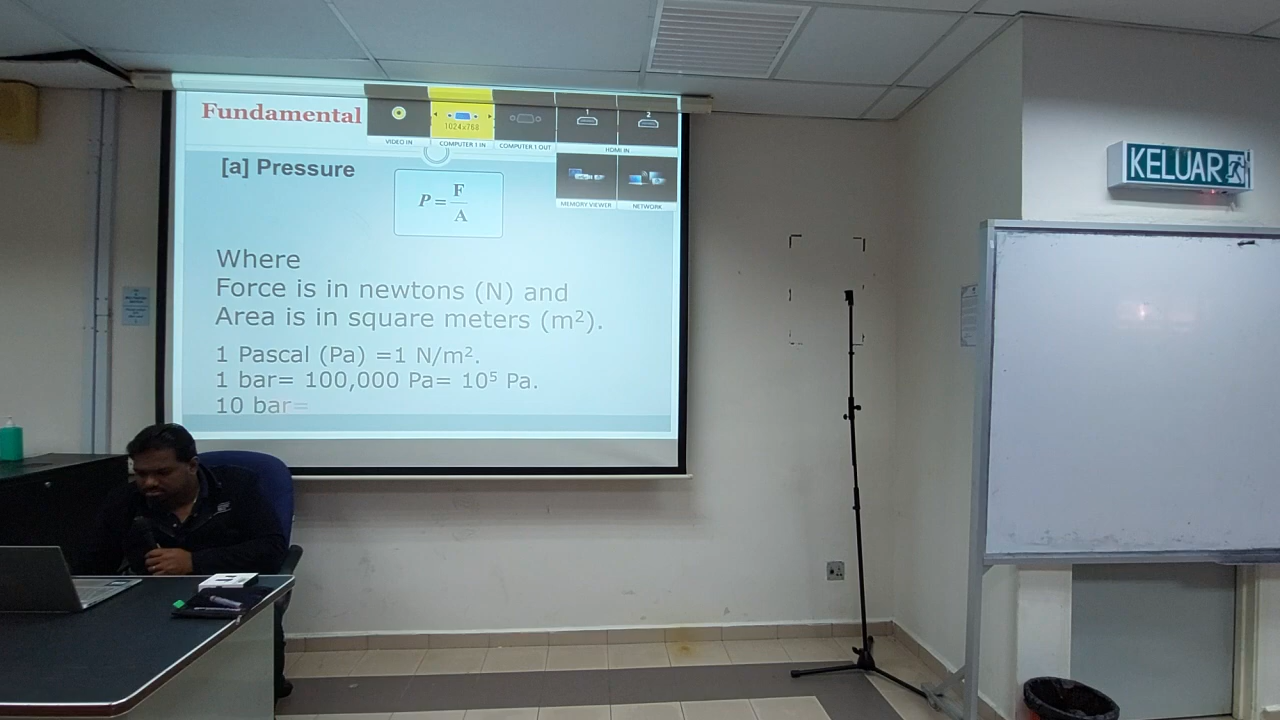 Fundamental
1
2
1024x768
VIDEO IN
COMPUTER 1 IN
COMPUTER 1 OUT
HDMI IN
MEMORY VIEWER
NETWORK
[a] Pressure
P = F
A
Where
Force is in newtons (N) and
Area is in square meters (m²).
1 Pascal (Pa) =1 N/m².
1 bar= 100,000 Pa= 10⁵ Pa.
10 bar=
KELUAR